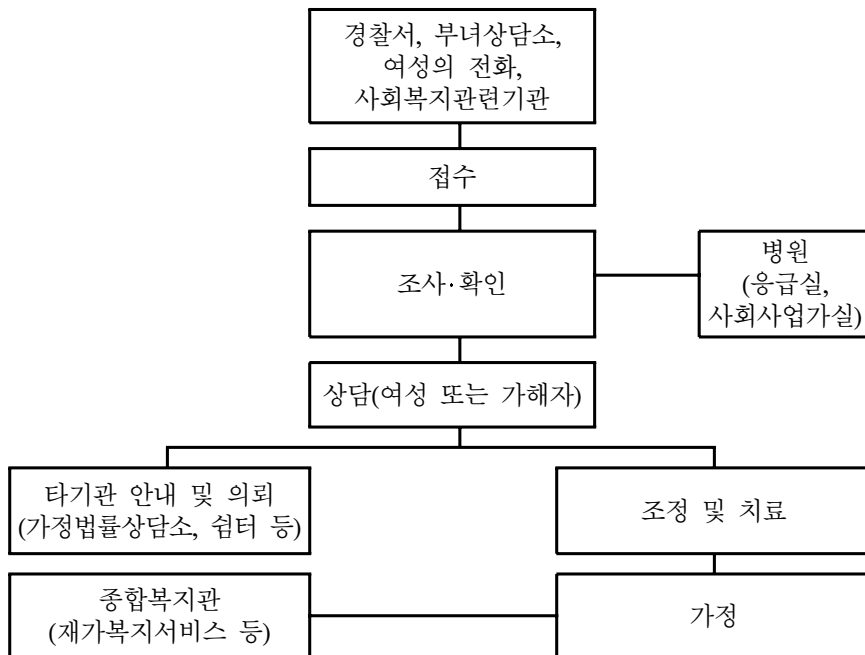 경찰서, 부녀상담소,
여성의 전화,
사회복지관련기관
접수
조사·확인
병원
(응급실,
사회사업가실)
상담(여성 또는 가해자)
타기관 안내 및 의뢰
(가정법률상담소, 쉼터 등)
조정 및 치료
종합복지관
(재가복지서비스 등)
가정